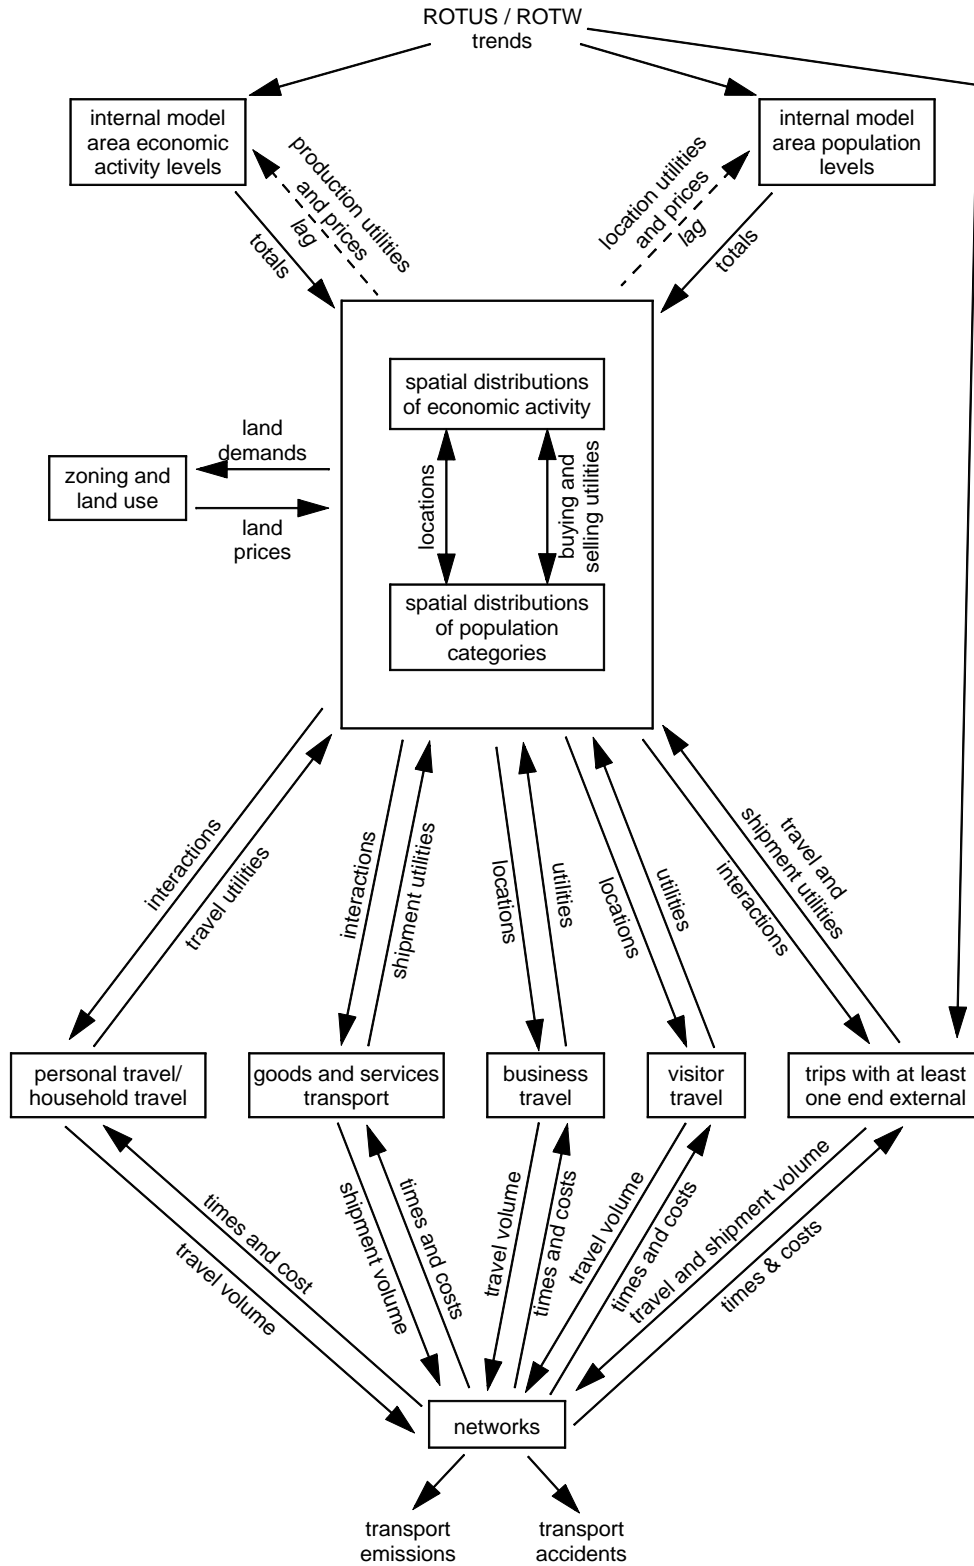 ROTUS / ROTW
trends
internal model
area economic
activity levels
internal model
area population
levels
production utilities
and prices
lag
totals
location utilities
and prices
lag
totals
spatial distributions
of economic activity
land
demands
zoning and
land use
land
prices
locations
buying and
selling utilities
spatial distributions
of population
categories
interactions
travel utilities
interactions
shipment utilities
locations
utilities
locations
utilities
travel and
shipment utilities
interactions
personal travel/
household travel
goods and services
transport
business
travel
visitor
travel
trips with at least
one end external
times and cost
travel volume
shipment volume
times and costs
travel volume
times and costs
travel volume
times and costs
travel and shipment volume
times & costs
networks
transport
emissions
transport
accidents